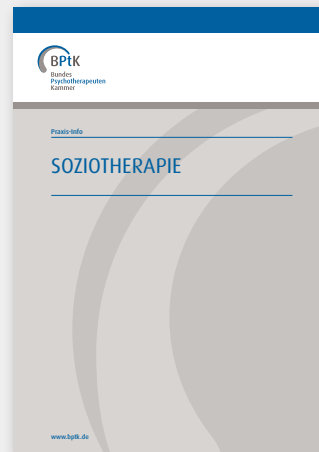 BPtK
Bundes
Psychotherapeuten
Kammer
Praxis-Info
SOZIOTHERAPIE
www.bptk.de